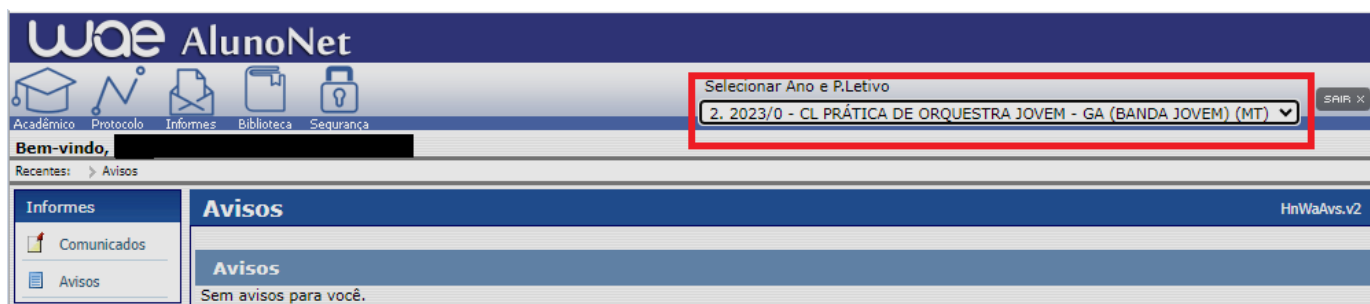 wae AlunoNet
Selecionar Ano e P.Letivo
2. 2023/0 - CL PRÁTICA DE ORQUESTRA JOVEM - GA (BANDA JOVEM) (MT)
SAIR X
Acadêmico Protocolo Informes Biblioteca Segurança
Bem-vindo,
Recentes: > Avisos
Informes
Comunicados
Avisos
Avisos
HnWaAvs.v2
Avisos
Sem avisos para você.